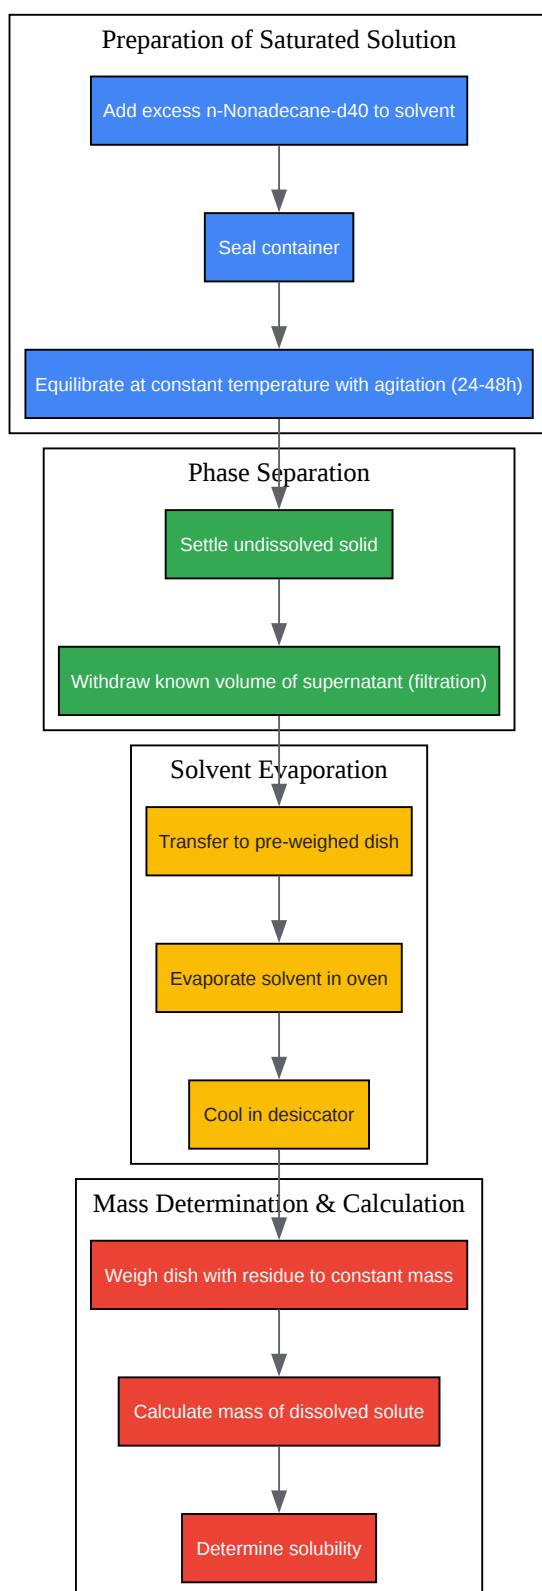 Preparation of Saturated Solution
Add excess n-Nonadecane-d40 to solvent
Seal container
Equilibrate at constant temperature with agitation (24-48h)
Phase Separation
Settle undissolved solid
Withdraw known volume of supernatant (filtration)
Solvent Evaporation
Transfer to pre-weighed dish
Evaporate solvent in oven
Cool in desiccator
Mass Determination & Calculation
Weigh dish with residue to constant mass
Calculate mass of dissolved solute
Determine solubility